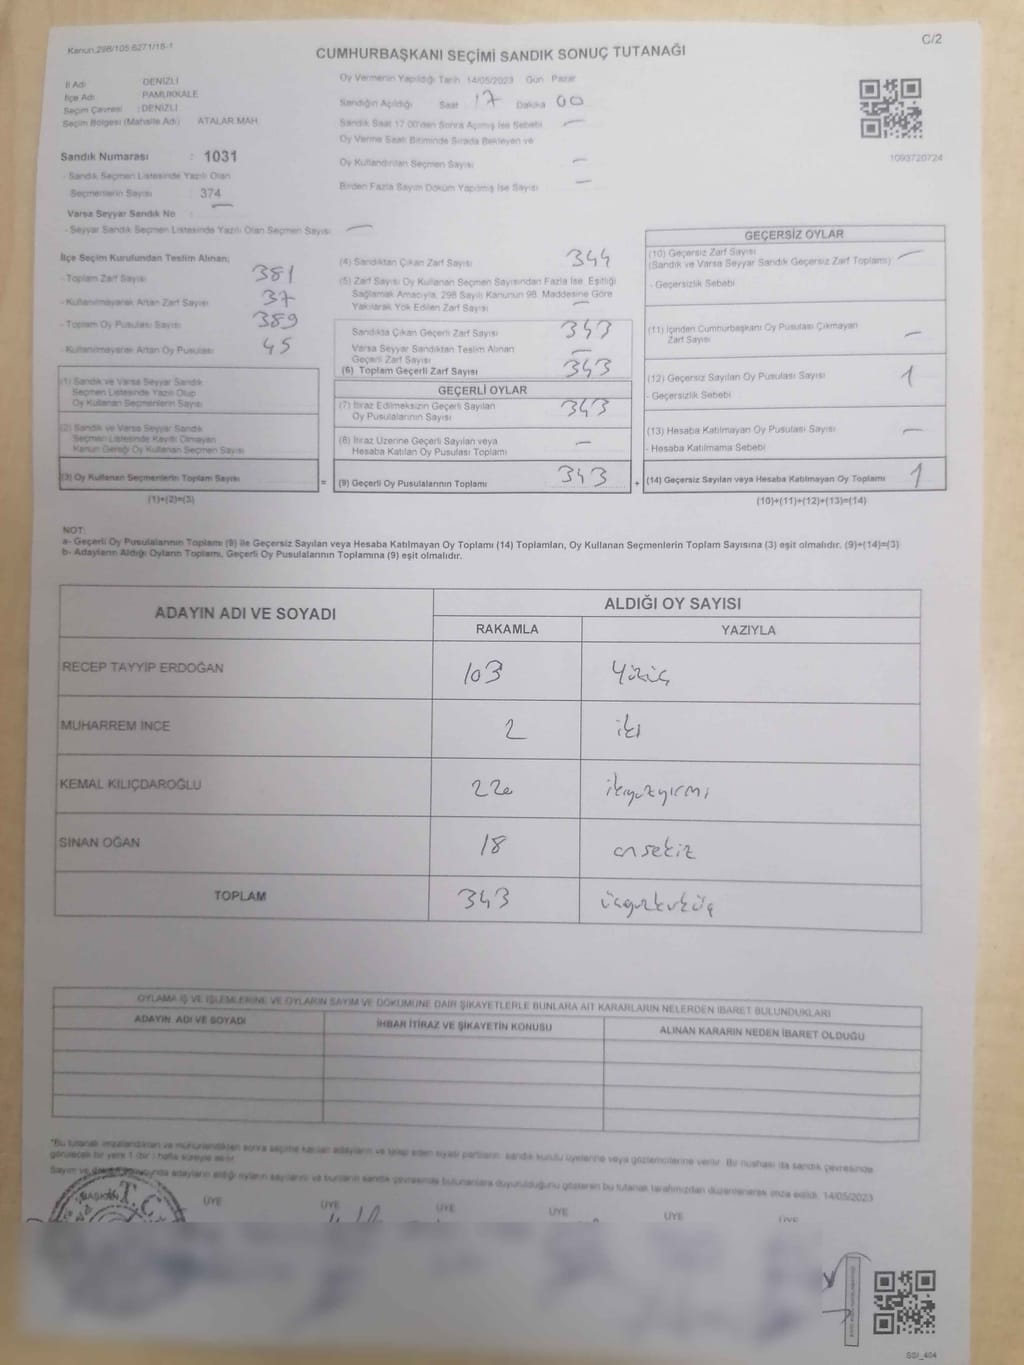 Kanun,298/105.6271/18-1
C/2
CUMHURBAŞKANI SEÇİMİ SANDIK SONUÇ TUTANAĞI
İl Adı DENİZLİ
İlçe Adı PAMUKKALE
Seçim Çevresi :DENİZLİ
Seçim Bölgesi (Mahalle Adı) ATALAR MAH.
Sandık Numarası : 1031
- Sandık Seçmen Listesinde Yazılı Olan
Seçmenlerin Sayısı : 374
Varsa Seyyar Sandık No —
- Seyyar Sandık Seçmen Listesinde Yazılı Olan Seçmen Sayısı —
Oy Vermenin Yapıldığı Tarih 14/05/2023 Gün Pazar
Sandığın Açıldığı Saat 17 Dakika 00
Sandık Saat 17.00'den Sonra Açılmış İse Sebebi —
Oy Verme Saati Bitiminde Sırada Bekleyen ve
Oy Kullandırılan Seçmen Sayısı —
Birden Fazla Sayım Döküm Yapılmış İse Sayısı —
1093720724
İlçe Seçim Kurulundan Teslim Alınan;
- Toplam Zarf Sayısı 381
- Kullanılmayarak Artan Zarf Sayısı 37
- Toplam Oy Pusulası Sayısı 389
- Kullanılmayarak Artan Oy Pusulası 45
(1) Sandık ve Varsa Seyyar Sandık
Seçmen Listesinde Yazılı Olup
Oy Kullanan Seçmenlerin Sayısı
(2) Sandık ve Varsa Seyyar Sandık
Seçmen Listesinde Kayıtlı Olmayan
Kanun Gereği Oy Kullanan Seçmen Sayısı
(3) Oy Kullanan Seçmenlerin Toplam Sayısı
(1)+(2)=(3)
=
(4) Sandıktan Çıkan Zarf Sayısı 344
(5) Zarf Sayısı Oy Kullanan Seçmen Sayısından Fazla İse, Eşitliği
Sağlamak Amacıyla, 298 Sayılı Kanunun 98. Maddesine Göre
Yakılarak Yok Edilen Zarf Sayısı —
Sandıkta Çıkan Geçerli Zarf Sayısı 343
Varsa Seyyar Sandıktan Teslim Alınan —
Geçerli Zarf Sayısı
(6) Toplam Geçerli Zarf Sayısı 343
GEÇERLİ OYLAR
(7) İtiraz Edilmeksizin Geçerli Sayılan 343
Oy Pusulalarının Sayısı
(8) İtiraz Üzerine Geçerli Sayılan veya —
Hesaba Katılan Oy Pusulası Toplamı
(9) Geçerli Oy Pusulalarının Toplamı 343
+
GEÇERSİZ OYLAR
(10) Geçersiz Zarf Sayısı —
(Sandık ve Varsa Seyyar Sandık Geçersiz Zarf Toplamı)
- Geçersizlik Sebebi
(11) İçinden Cumhurbaşkanı Oy Pusulası Çıkmayan
Zarf Sayısı —
(12) Geçersiz Sayılan Oy Pusulası Sayısı 1
- Geçersizlik Sebebi
(13) Hesaba Katılmayan Oy Pusulası Sayısı —
- Hesaba Katılmama Sebebi
(14) Geçersiz Sayılan veya Hesaba Katılmayan Oy Toplamı 1
(10)+(11)+(12)+(13)=(14)
NOT:
a- Geçerli Oy Pusulalarının Toplamı (9) ile Geçersiz Sayılan veya Hesaba Katılmayan Oy Toplamı (14) Toplamları, Oy Kullanan Seçmenlerin Toplam Sayısına (3) eşit olmalıdır. (9)+(14)=(3)
b- Adayların Aldığı Oyların Toplamı, Geçerli Oy Pusulalarının Toplamına (9) eşit olmalıdır.
ADAYIN ADI VE SOYADI
ALDIĞI OY SAYISI
RAKAMLA YAZIYLA
RECEP TAYYİP ERDOĞAN 103 Yüzüç
MUHARREM İNCE 2 iki
KEMAL KILIÇDAROĞLU 220 ikiyüzyirmi
SİNAN OĞAN 18 onsekiz
TOPLAM 343 üçyüzkırküç
OYLAMA İŞ VE İŞLEMLERİNE VE OYLARIN SAYIM VE DÖKÜMÜNE DAİR ŞİKAYETLERLE BUNLARA AİT KARARLARIN NELERDEN İBARET BULUNDUKLARI
ADAYIN ADI VE SOYADI
İHBAR İTİRAZ VE ŞİKAYETİN KONUSU
ALINAN KARARIN NEDEN İBARET OLDUĞU
*Bu tutanak imzalandıktan ve mühürlendikten sonra seçime katılan adayların ve talep eden siyasi partilerin sandık kurulu üyelerine veya gözlemcilerine verilir. Bir nüshası da sandık çevresinde
görülecek bir yere 1 (bir) hafta süreyle asılır.
Sayım ve adayların aldığı oyların sayılarını ve bunların sandık çevresinde bulunanlara duyurulduğunu gösteren bu tutanak tarafımızdan düzenlenerek imza edildi. 14/05/2023
BAŞKAN T.C.
ÜYE ÜYE ÜYE ÜYE ÜYE ÜYE
SSI_404